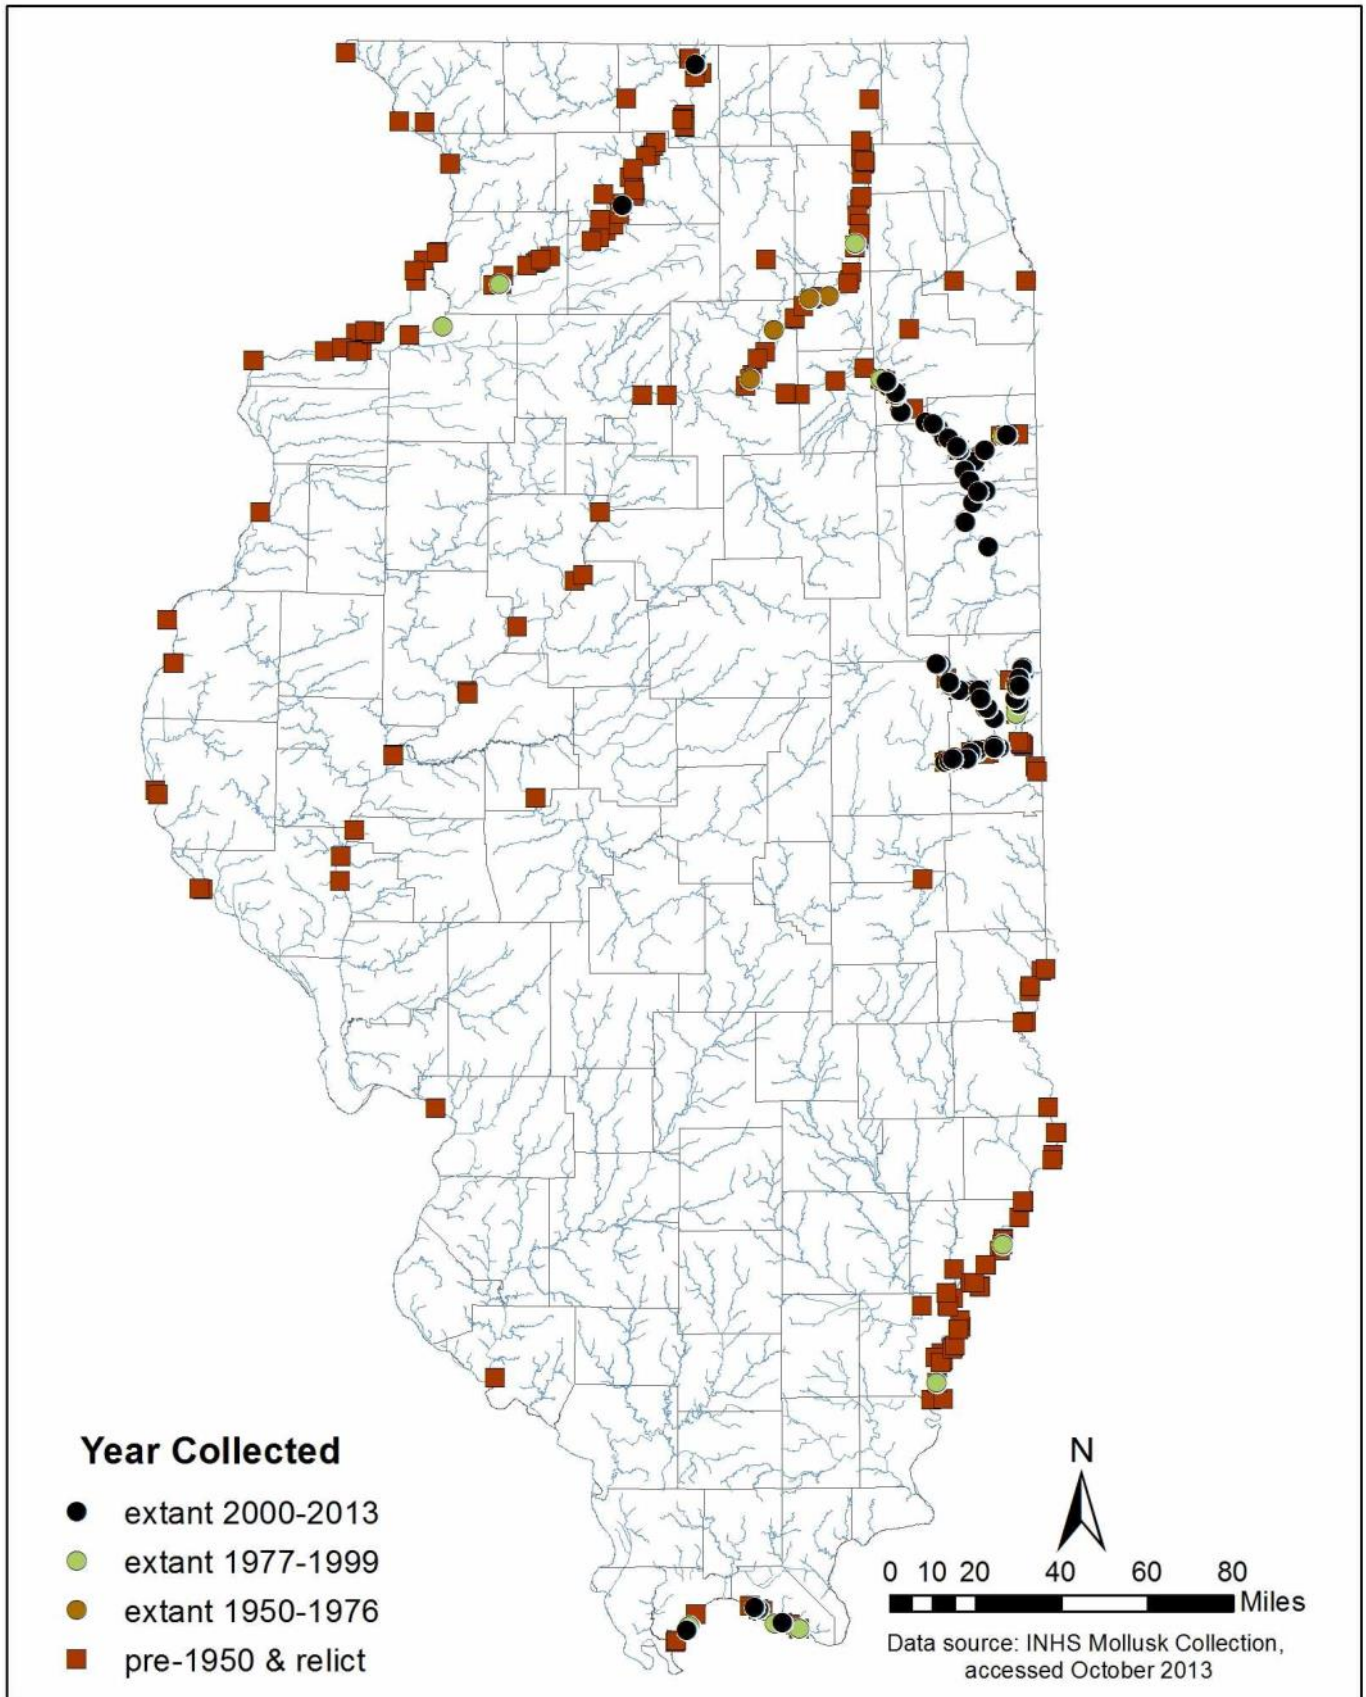 Year Collected
extant 2000-2013
extant 1977-1999
extant 1950-1976
pre-1950 & relict
N
0 10 20 40 60 80
Miles
Data source: INHS Mollusk Collection,
accessed October 2013